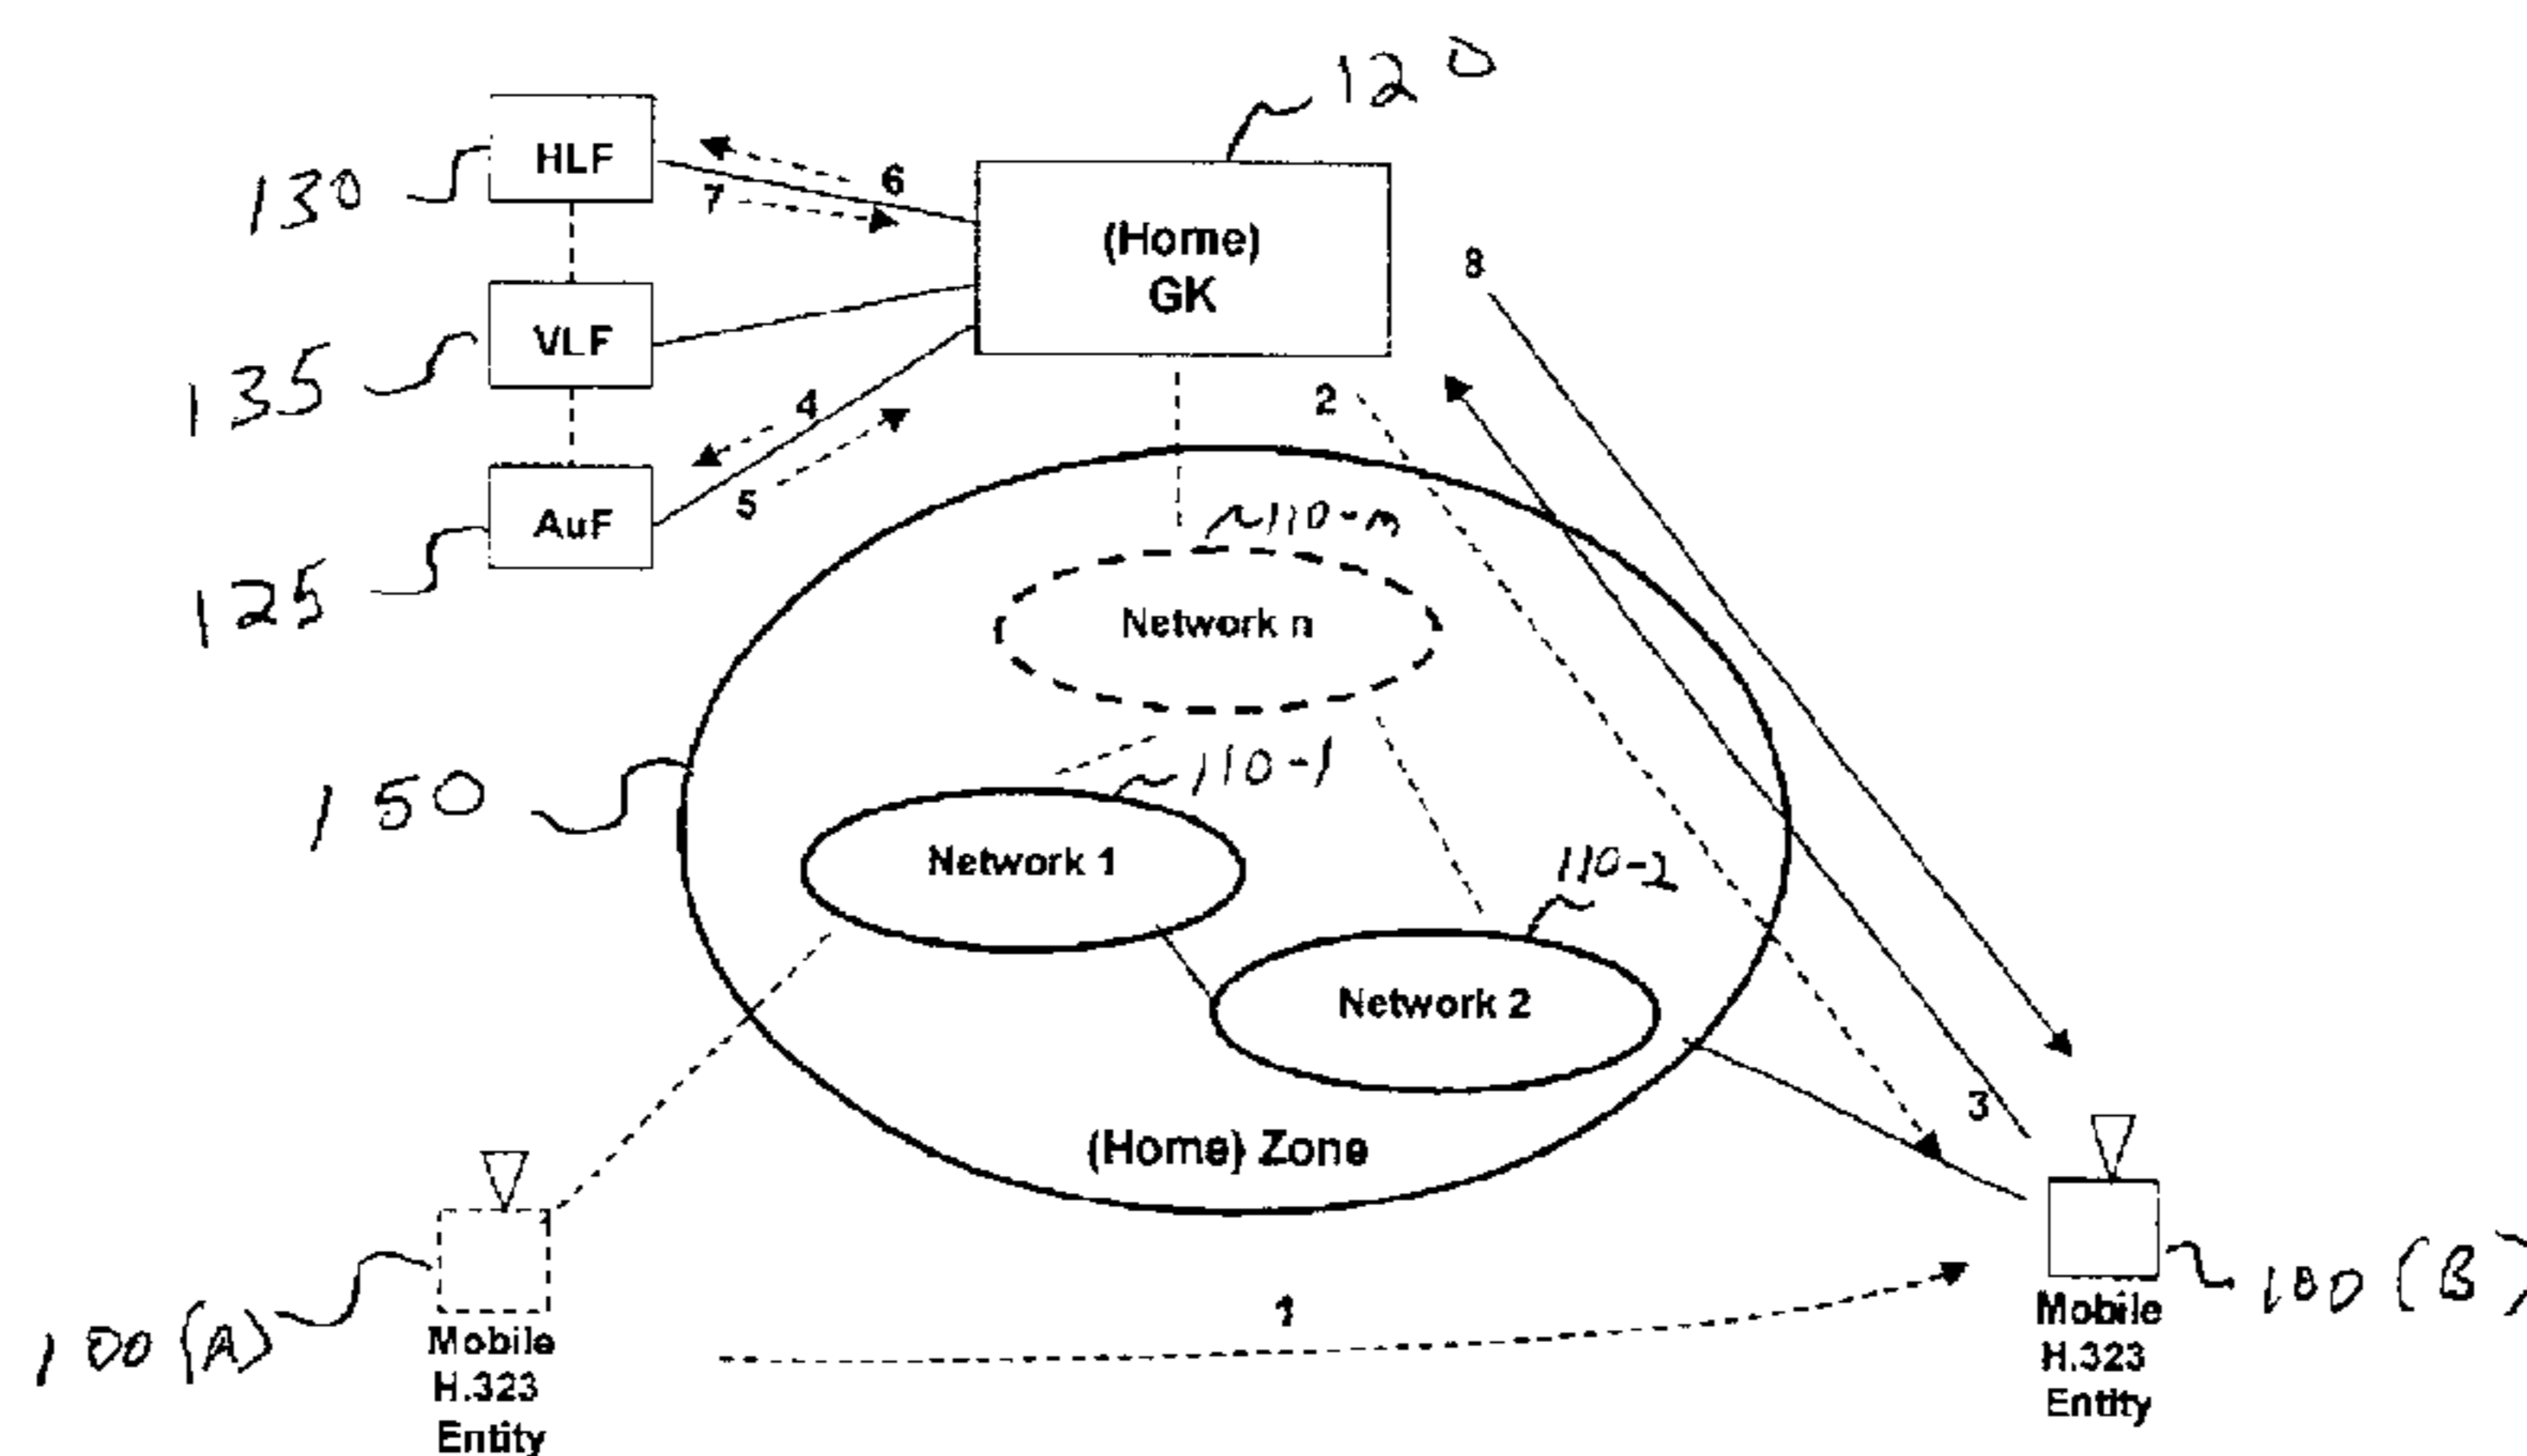 120
HLF
6
130
7
(Home)
GK
8
VLF
135
4
2
5
AuF
110-n
125
Network n
110-1
150
Network 1
110-2
Network 2
3
(Home) Zone
100 (A)
Mobile
H.323
Entity
1
100 (B)
Mobile
H.323
Entity